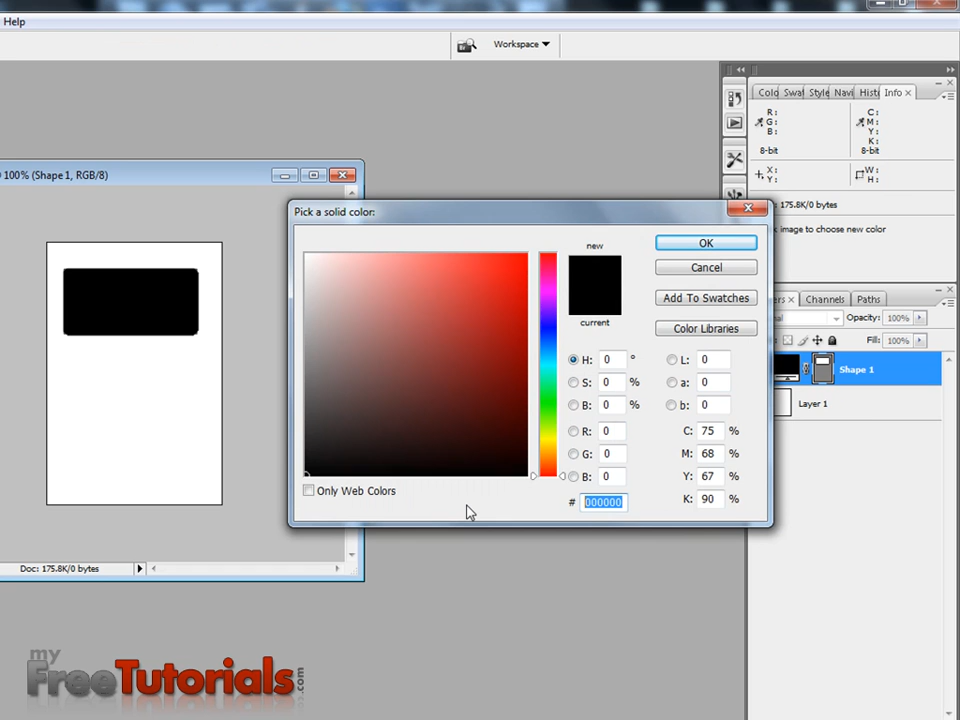 Help
Workspace
Colo Swat Style Navi Histo Info ×
R:
G:
B:
C:
M:
Y:
K:
8-bit
8-bit
X:
Y:
W:
H:
100% (Shape 1, RGB/8)
: 175.8K/0 bytes
image to choose new color
Pick a solid color:
new
current
OK
Cancel
Add To Swatches
Color Libraries
H: 0 °
S: 0 %
B: 0 %
R: 0
G: 0
B: 0
# 000000
L: 0
a: 0
b: 0
C: 75 %
M: 68 %
Y: 67 %
K: 90 %
Only Web Colors
ers × Channels Paths
Opacity: 100%
Fill: 100%
Shape 1
Layer 1
Doc: 175.8K/0 bytes
my
FreeTutorials.com